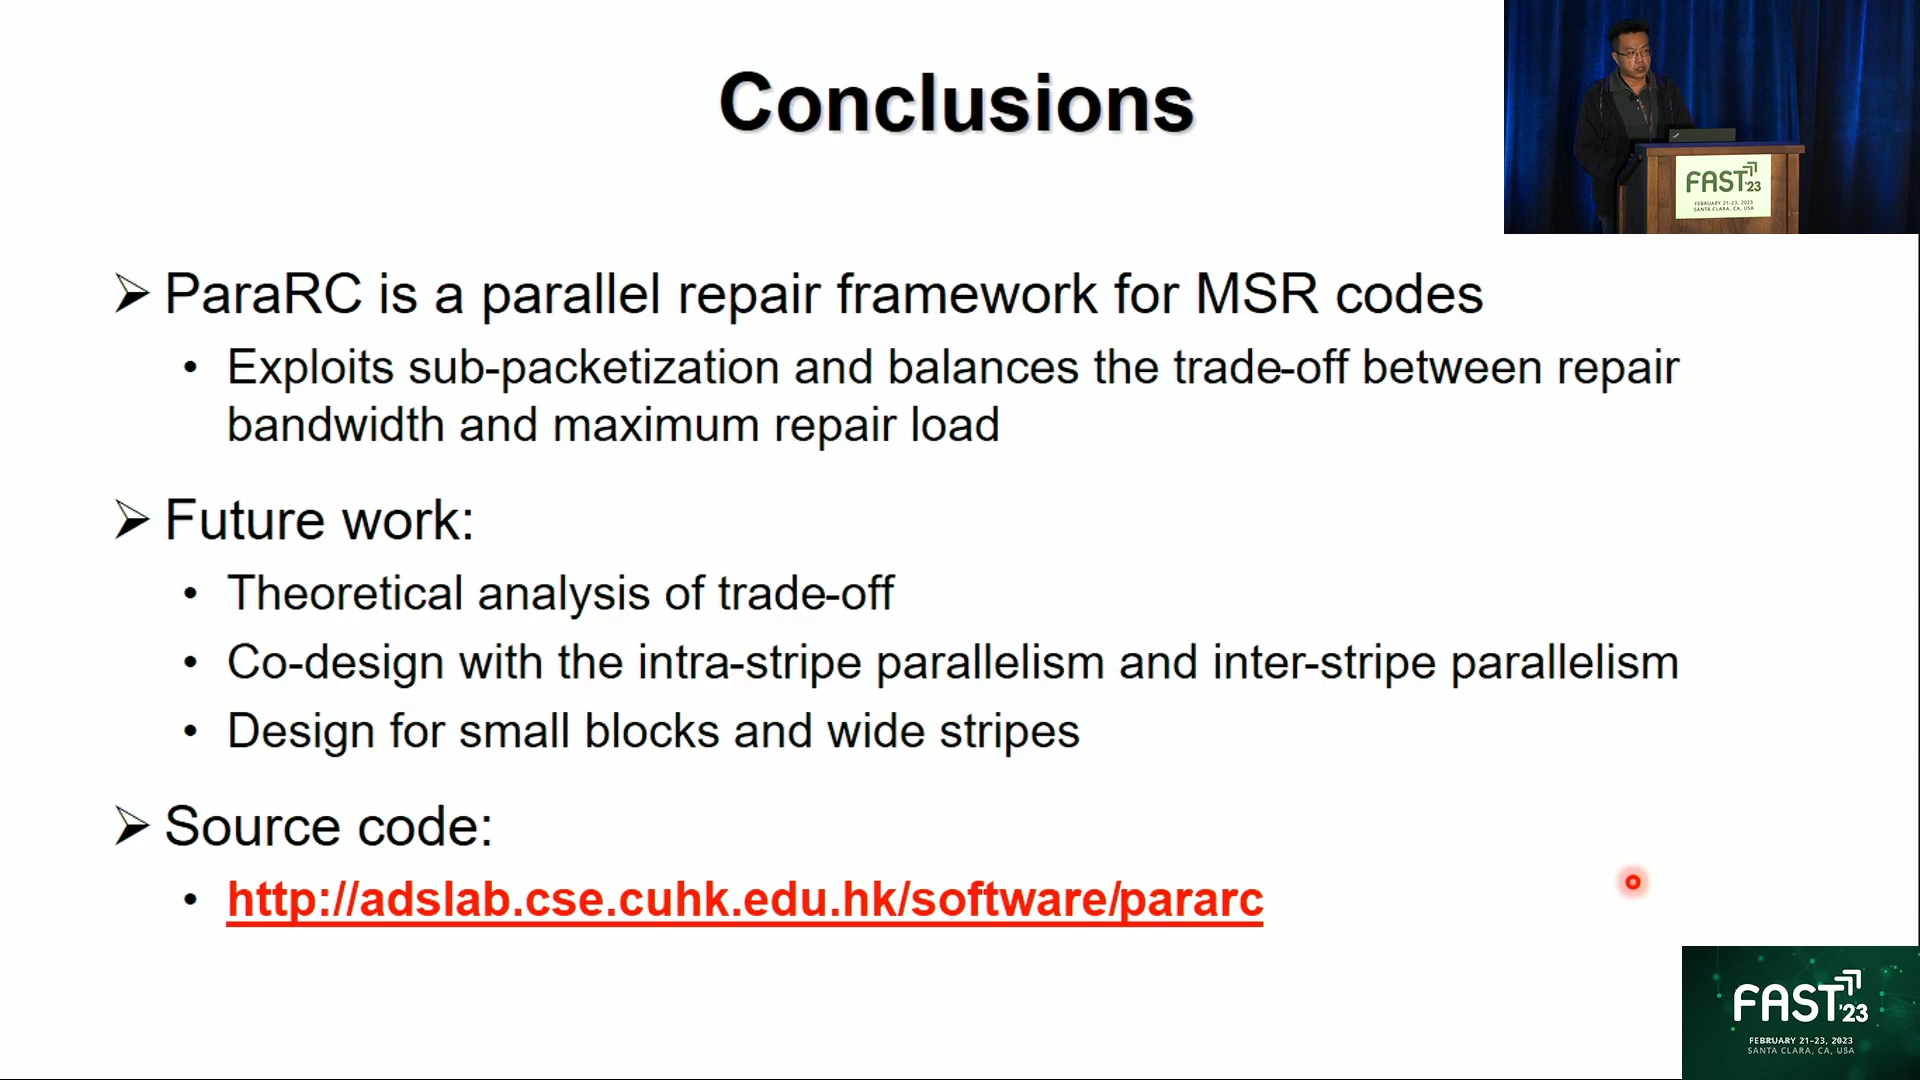 Conclusions
➢ ParaRC is a parallel repair framework for MSR codes
• Exploits sub-packetization and balances the trade-off between repair
bandwidth and maximum repair load
➢ Future work:
• Theoretical analysis of trade-off
• Co-design with the intra-stripe parallelism and inter-stripe parallelism
• Design for small blocks and wide stripes
➢ Source code:
• http://adslab.cse.cuhk.edu.hk/software/pararc
FAST '23
FEBRUARY 21-23, 2023
SANTA CLARA, CA, USA
FAST '23
FEBRUARY 21-23, 2023
SANTA CLARA, CA, USA